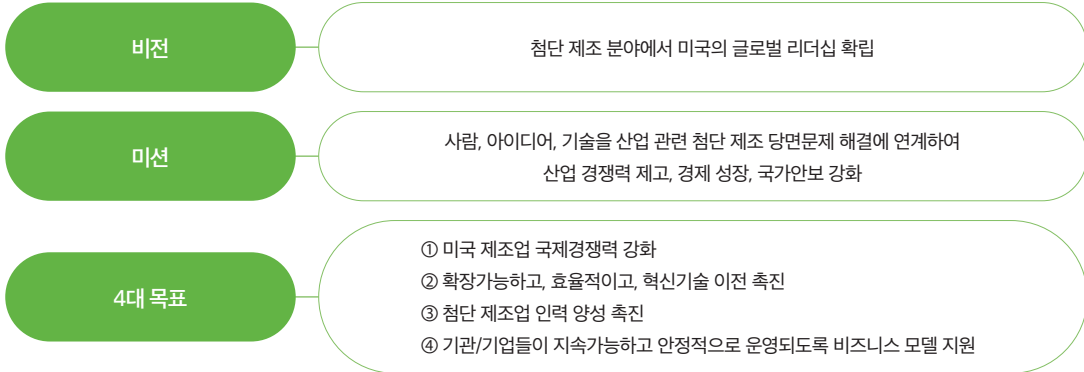 비전
첨단 제조 분야에서 미국의 글로벌 리더십 확립
미션
사람, 아이디어, 기술을 산업 관련 첨단 제조 당면문제 해결에 연계하여
산업 경쟁력 제고, 경제 성장, 국가안보 강화
4대 목표
① 미국 제조업 국제경쟁력 강화
② 확장가능하고, 효율적이고, 혁신기술 이전 촉진
③ 첨단 제조업 인력 양성 촉진
④ 기관/기업들이 지속가능하고 안정적으로 운영되도록 비즈니스 모델 지원